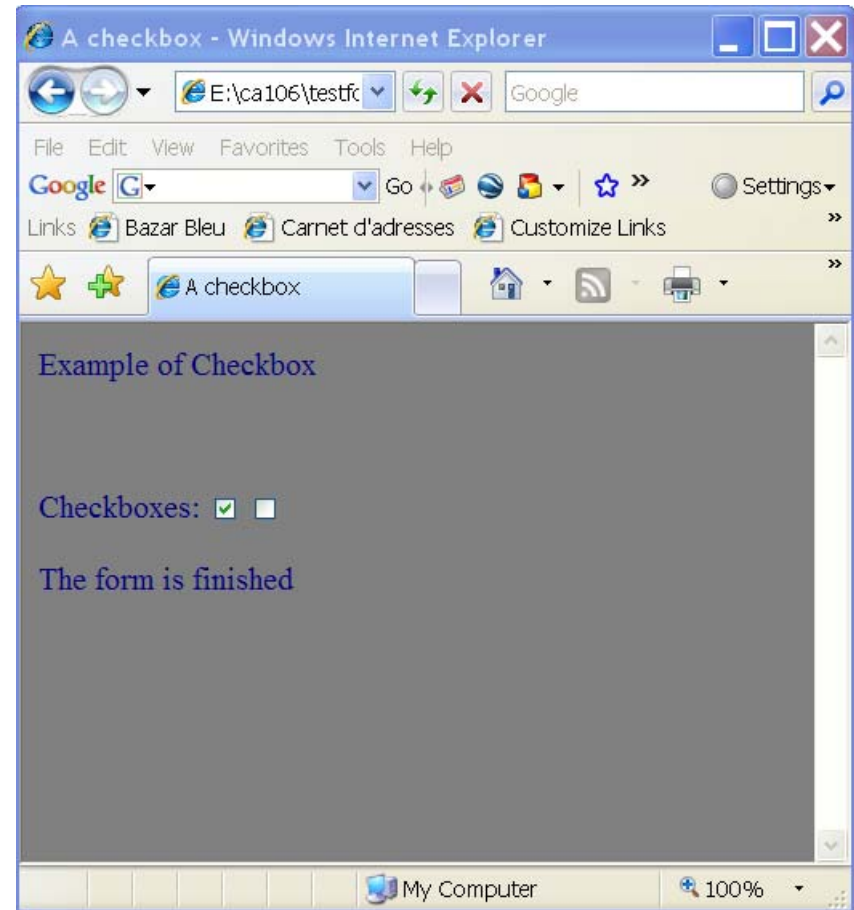 A checkbox - Windows Internet Explorer
E:\ca106\testfc Google
File Edit View Favorites Tools Help
Google G Go » Settings
Links Bazar Bleu Carnet d'adresses Customize Links »
A checkbox »
Example of Checkbox
Checkboxes:
The form is finished
My Computer 100%